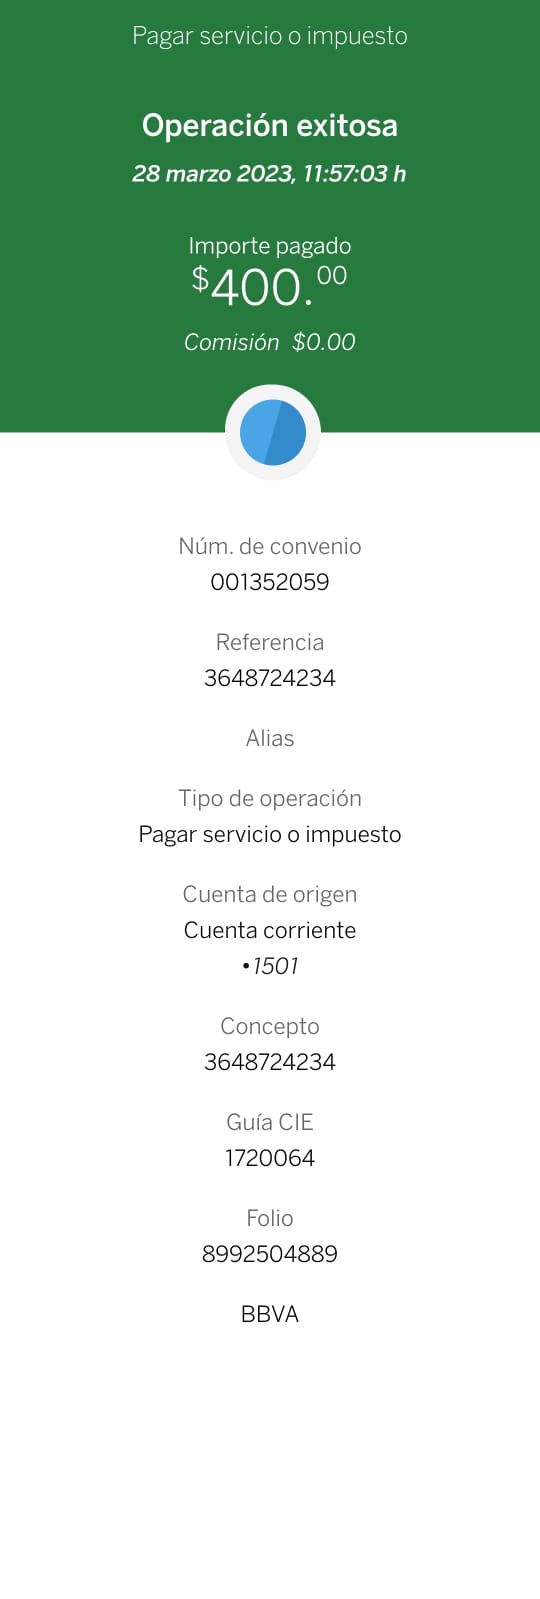 Pagar servicio o impuesto
Operación exitosa
28 marzo 2023, 11:57:03 h
Importe pagado
$400.00
Comisión $0.00
Núm. de convenio
001352059
Referencia
3648724234
Alias
Tipo de operación
Pagar servicio o impuesto
Cuenta de origen
Cuenta corriente
•1501
Concepto
3648724234
Guía CIE
1720064
Folio
8992504889
BBVA